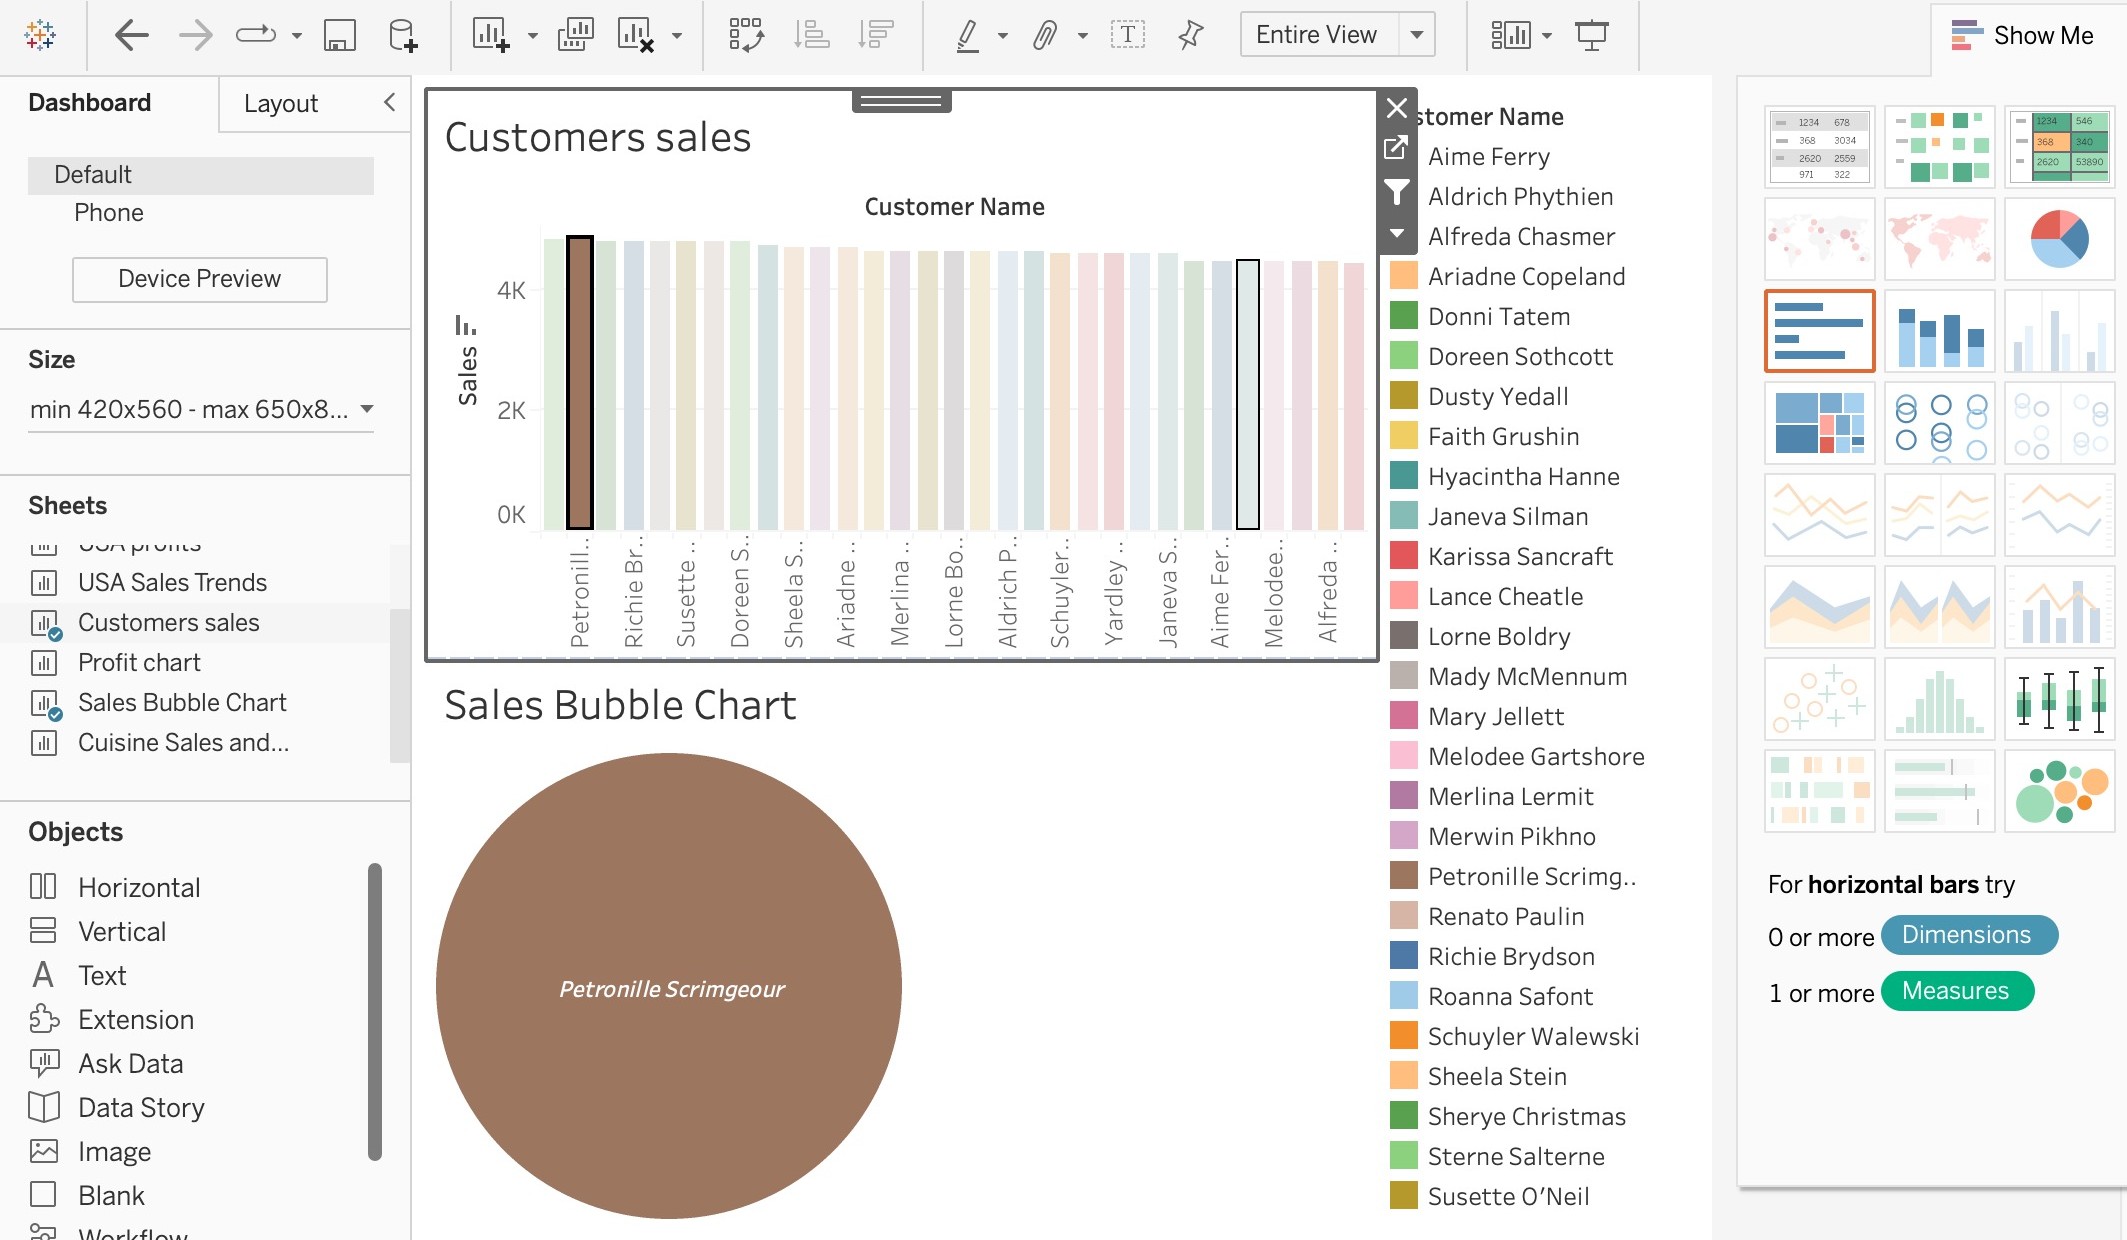 Entire View
Show Me
Dashboard
Layout
Default
Phone
Device Preview
Size
min 420x560 - max 650x8...
Sheets
USA profits
USA Sales Trends
Customers sales
Profit chart
Sales Bubble Chart
Cuisine Sales and...
Objects
Horizontal
Vertical
Text
Extension
Ask Data
Data Story
Image
Blank
Workflow
Customers sales
Customer Name
Sales
4K
2K
0K
Petronill..
Richie Br..
Susette ..
Doreen S..
Sheela S..
Ariadne ..
Merlina ..
Lorne Bo..
Aldrich P..
Schuyler..
Yardley ..
Janeva S..
Aime Fer..
Melodee..
Alfreda ..
Sales Bubble Chart
Petronille Scrimgeour
stomer Name
Aime Ferry
Aldrich Phythien
Alfreda Chasmer
Ariadne Copeland
Donni Tatem
Doreen Sothcott
Dusty Yedall
Faith Grushin
Hyacintha Hanne
Janeva Silman
Karissa Sancraft
Lance Cheatle
Lorne Boldry
Mady McMennum
Mary Jellett
Melodee Gartshore
Merlina Lermit
Merwin Pikhno
Petronille Scrimg..
Renato Paulin
Richie Brydson
Roanna Safont
Schuyler Walewski
Sheela Stein
Sherye Christmas
Sterne Salterne
Susette O'Neil
1234 678
368 3034
2620 2559
971 322
1234 546
368 340
2620 53890
For horizontal bars try
0 or more Dimensions
1 or more Measures